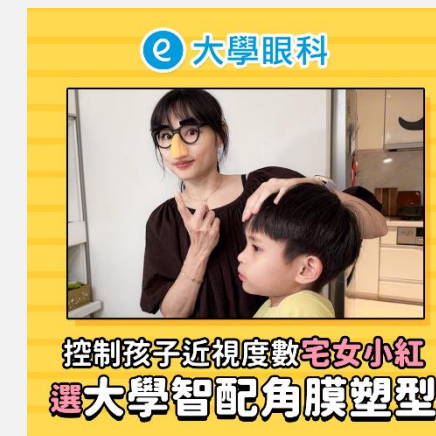 e 大學眼科
控制孩子近視度數宅女小紅
選大學智配角膜塑型